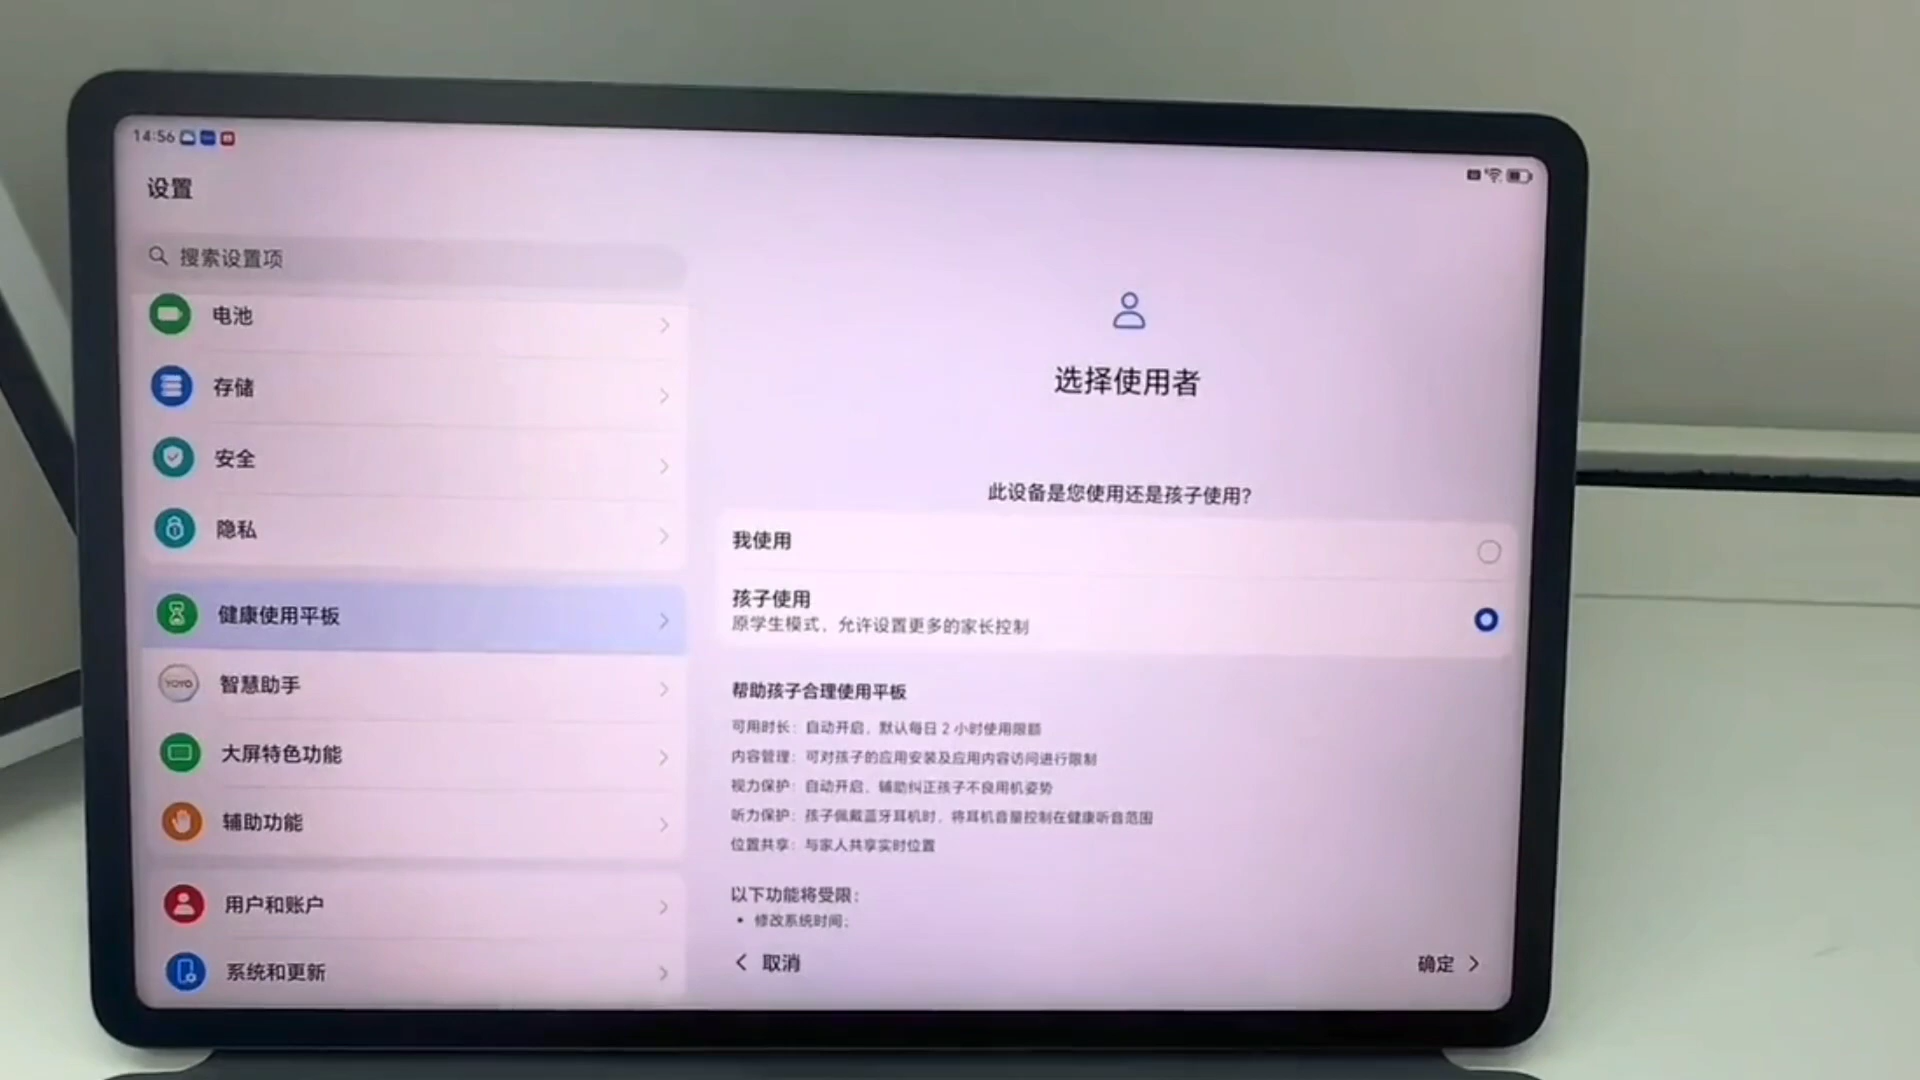 14:56
设置
搜索设置项
电池
存储
安全
隐私
健康使用平板
YOYO
智慧助手
大屏特色功能
辅助功能
用户和账户
系统和更新
选择使用者
此设备是您使用还是孩子使用?
我使用
孩子使用
原学生模式，允许设置更多的家长控制
帮助孩子合理使用平板
可用时长：自动开启，默认每日 2 小时使用限额
内容管理：可对孩子的应用安装及应用内容访问进行限制
视力保护：自动开启，辅助纠正孩子不良用机姿势
听力保护：孩子佩戴蓝牙耳机时，将耳机音量控制在健康听音范围
位置共享：与家人共享实时位置
以下功能将受限：
• 修改系统时间；
取消
确定